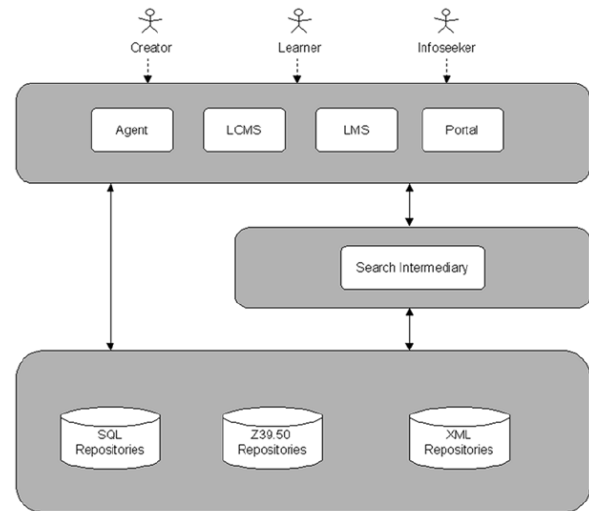 Creator
Learner
Infoseeker
Agent
LCMS
LMS
Portal
Search Intermediary
SQL
Repositories
Z39.50
Repositories
XML
Repositories